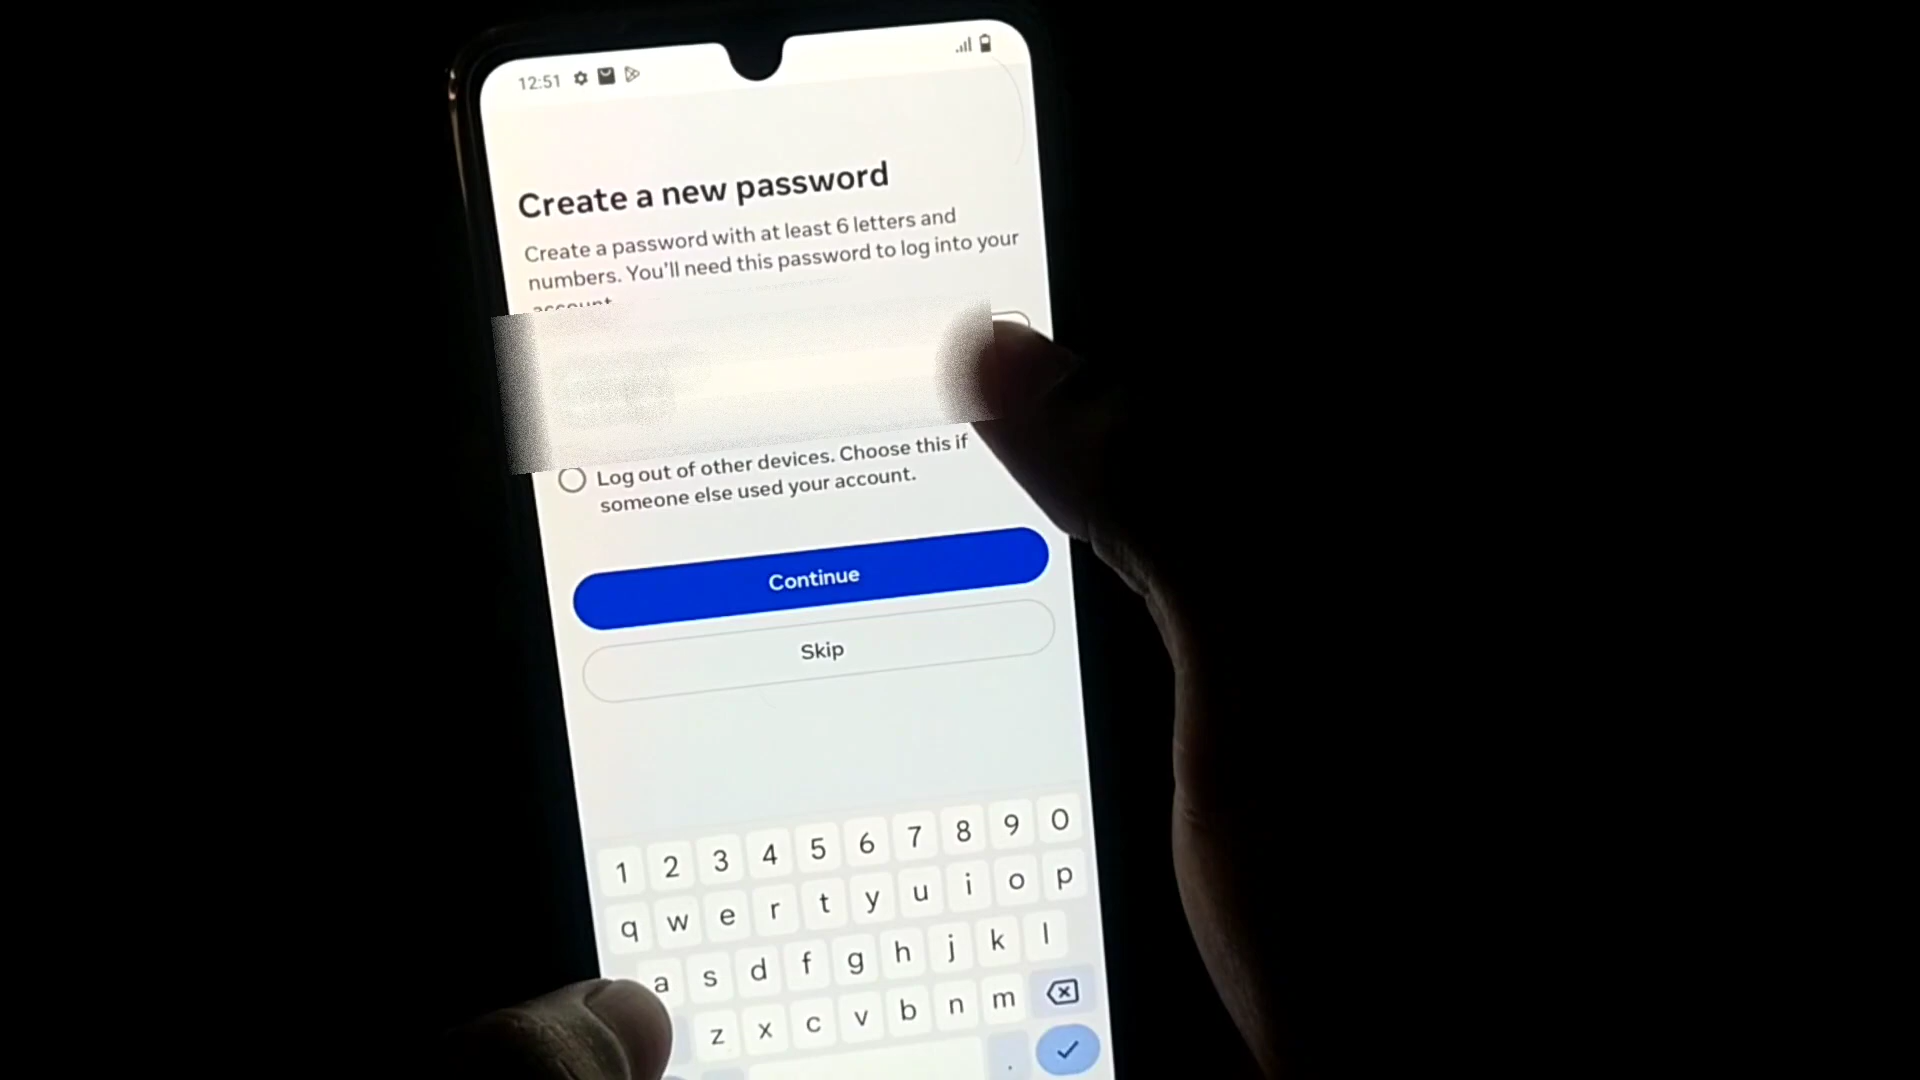 12:51
Create a new password
Create a password with at least 6 letters and
numbers. You'll need this password to log into your
account.
Log out of other devices. Choose this if
someone else used your account.
Continue
Skip
1 2 3 4 5 6 7 8 9 0
q w e r t y u i o p
a s d f g h j k l
z x c v b n m
.